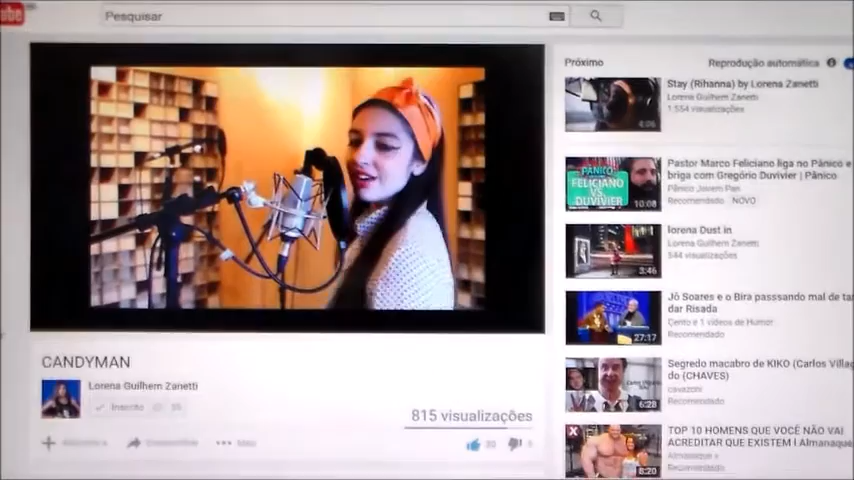 Pesquisar
Próximo
Reprodução automática
Stay (Rihanna) by Lorena Zanetti
Lorena Guilhem Zanetti
1.554 visualizações
4:06
Pastor Marco Feliciano liga no Pânico e
briga com Gregório Duvivier | Pânico
Pânico Jovem Pan
Recomendado NOVO
PÂNICO
FELICIANO
VS.
DUVIVIER
10:08
lorena Dust in
Lorena Guilhem Zanetti
544 visualizações
3:46
Jô Soares e o Bira passsando mal de tan
dar Risada
Cento e 1 videos de Humor
Recomendado
27:17
Segredo macabro de KIKO (Carlos Villag
do (CHAVES)
cavazoni
Recomendado
6:28
TOP 10 HOMENS QUE VOCÊ NÃO VAI
ACREDITAR QUE EXISTEM | Almanaque
Almanaque
Recomendado
8:20
CANDYMAN
Lorena Guilhem Zanetti
Inscrito
815 visualizações